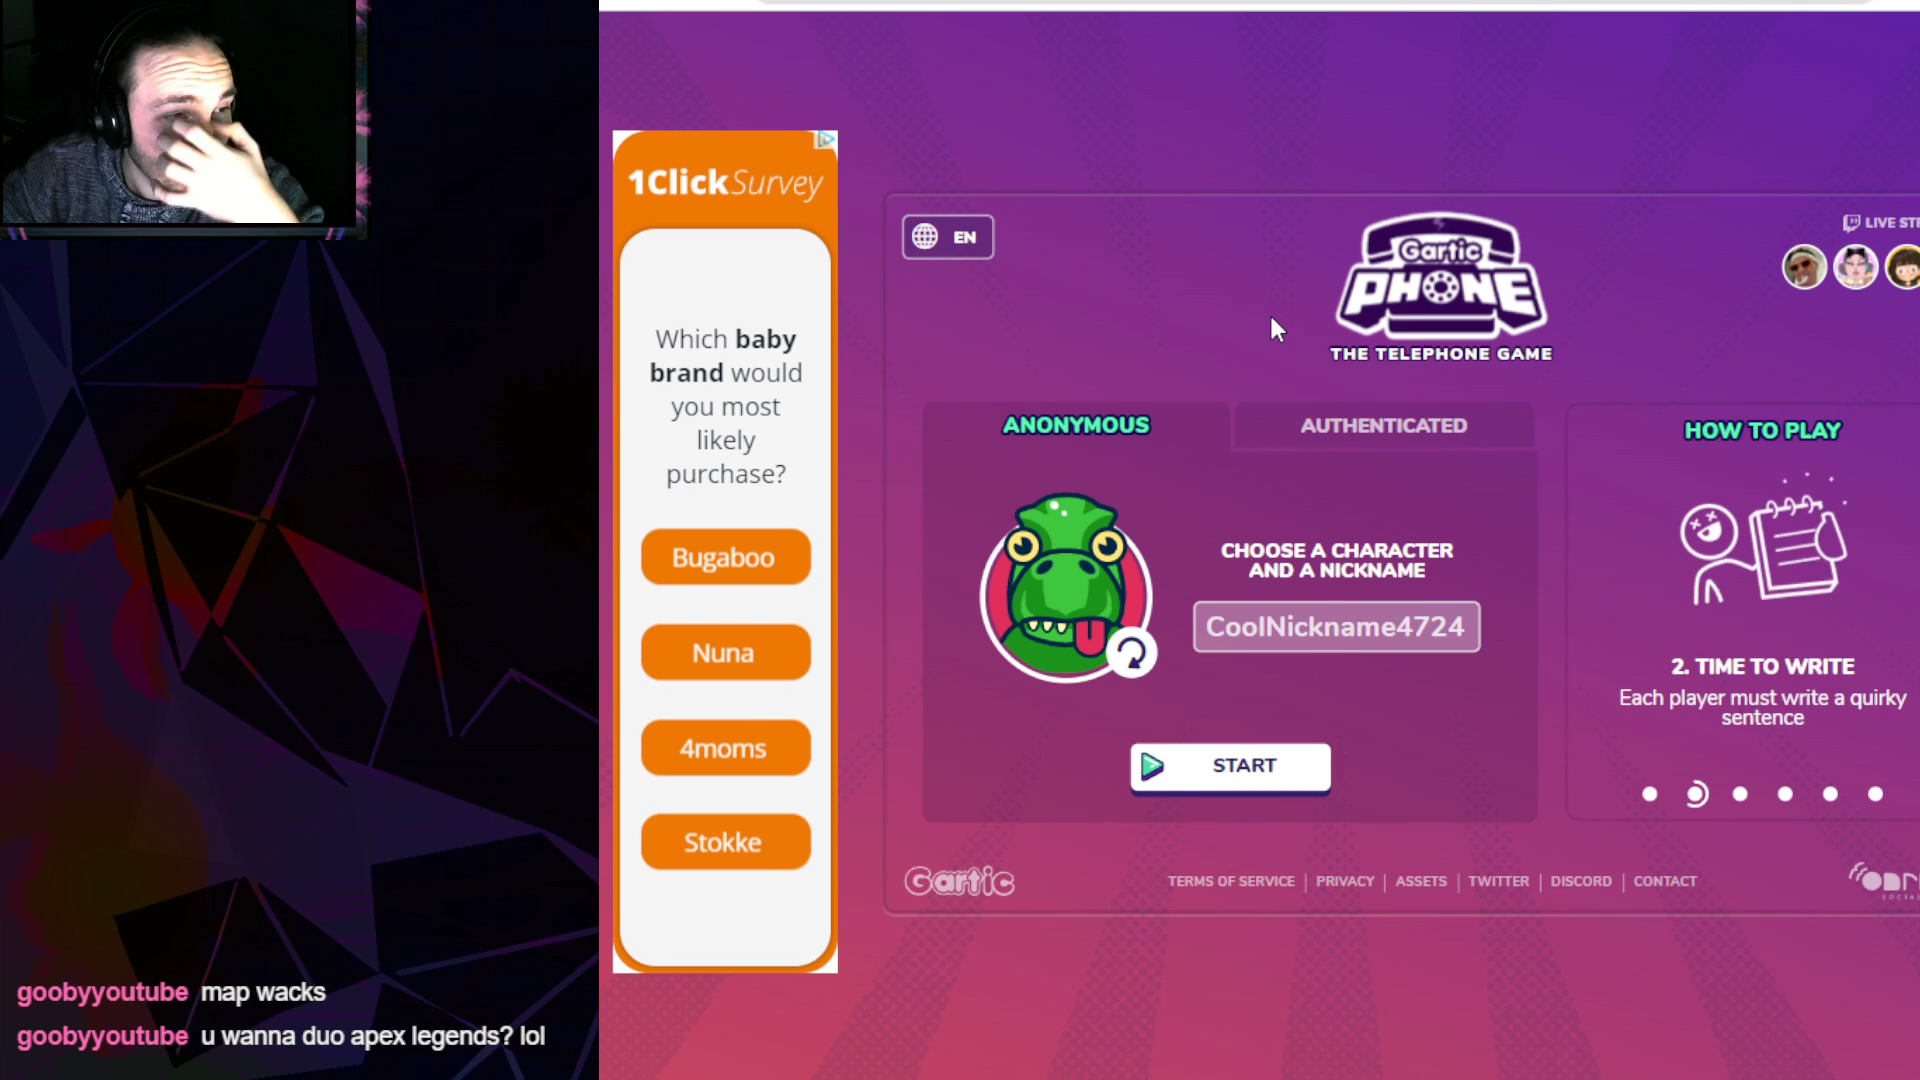 1ClickSurvey
Which baby
brand would
you most
likely
purchase?
Bugaboo
Nuna
4moms
Stokke
EN
Gartic
PHONE
THE TELEPHONE GAME
LIVE
ANONYMOUS
AUTHENTICATED
CHOOSE A CHARACTER
AND A NICKNAME
CoolNickname4724
START
HOW TO PLAY
2. TIME TO WRITE
Each player must write a quirky
sentence
Gartic
TERMS OF SERVICE | PRIVACY | ASSETS | TWITTER | DISCORD | CONTACT
goobyyoutube map wacks
goobyyoutube u wanna duo apex legends? lol